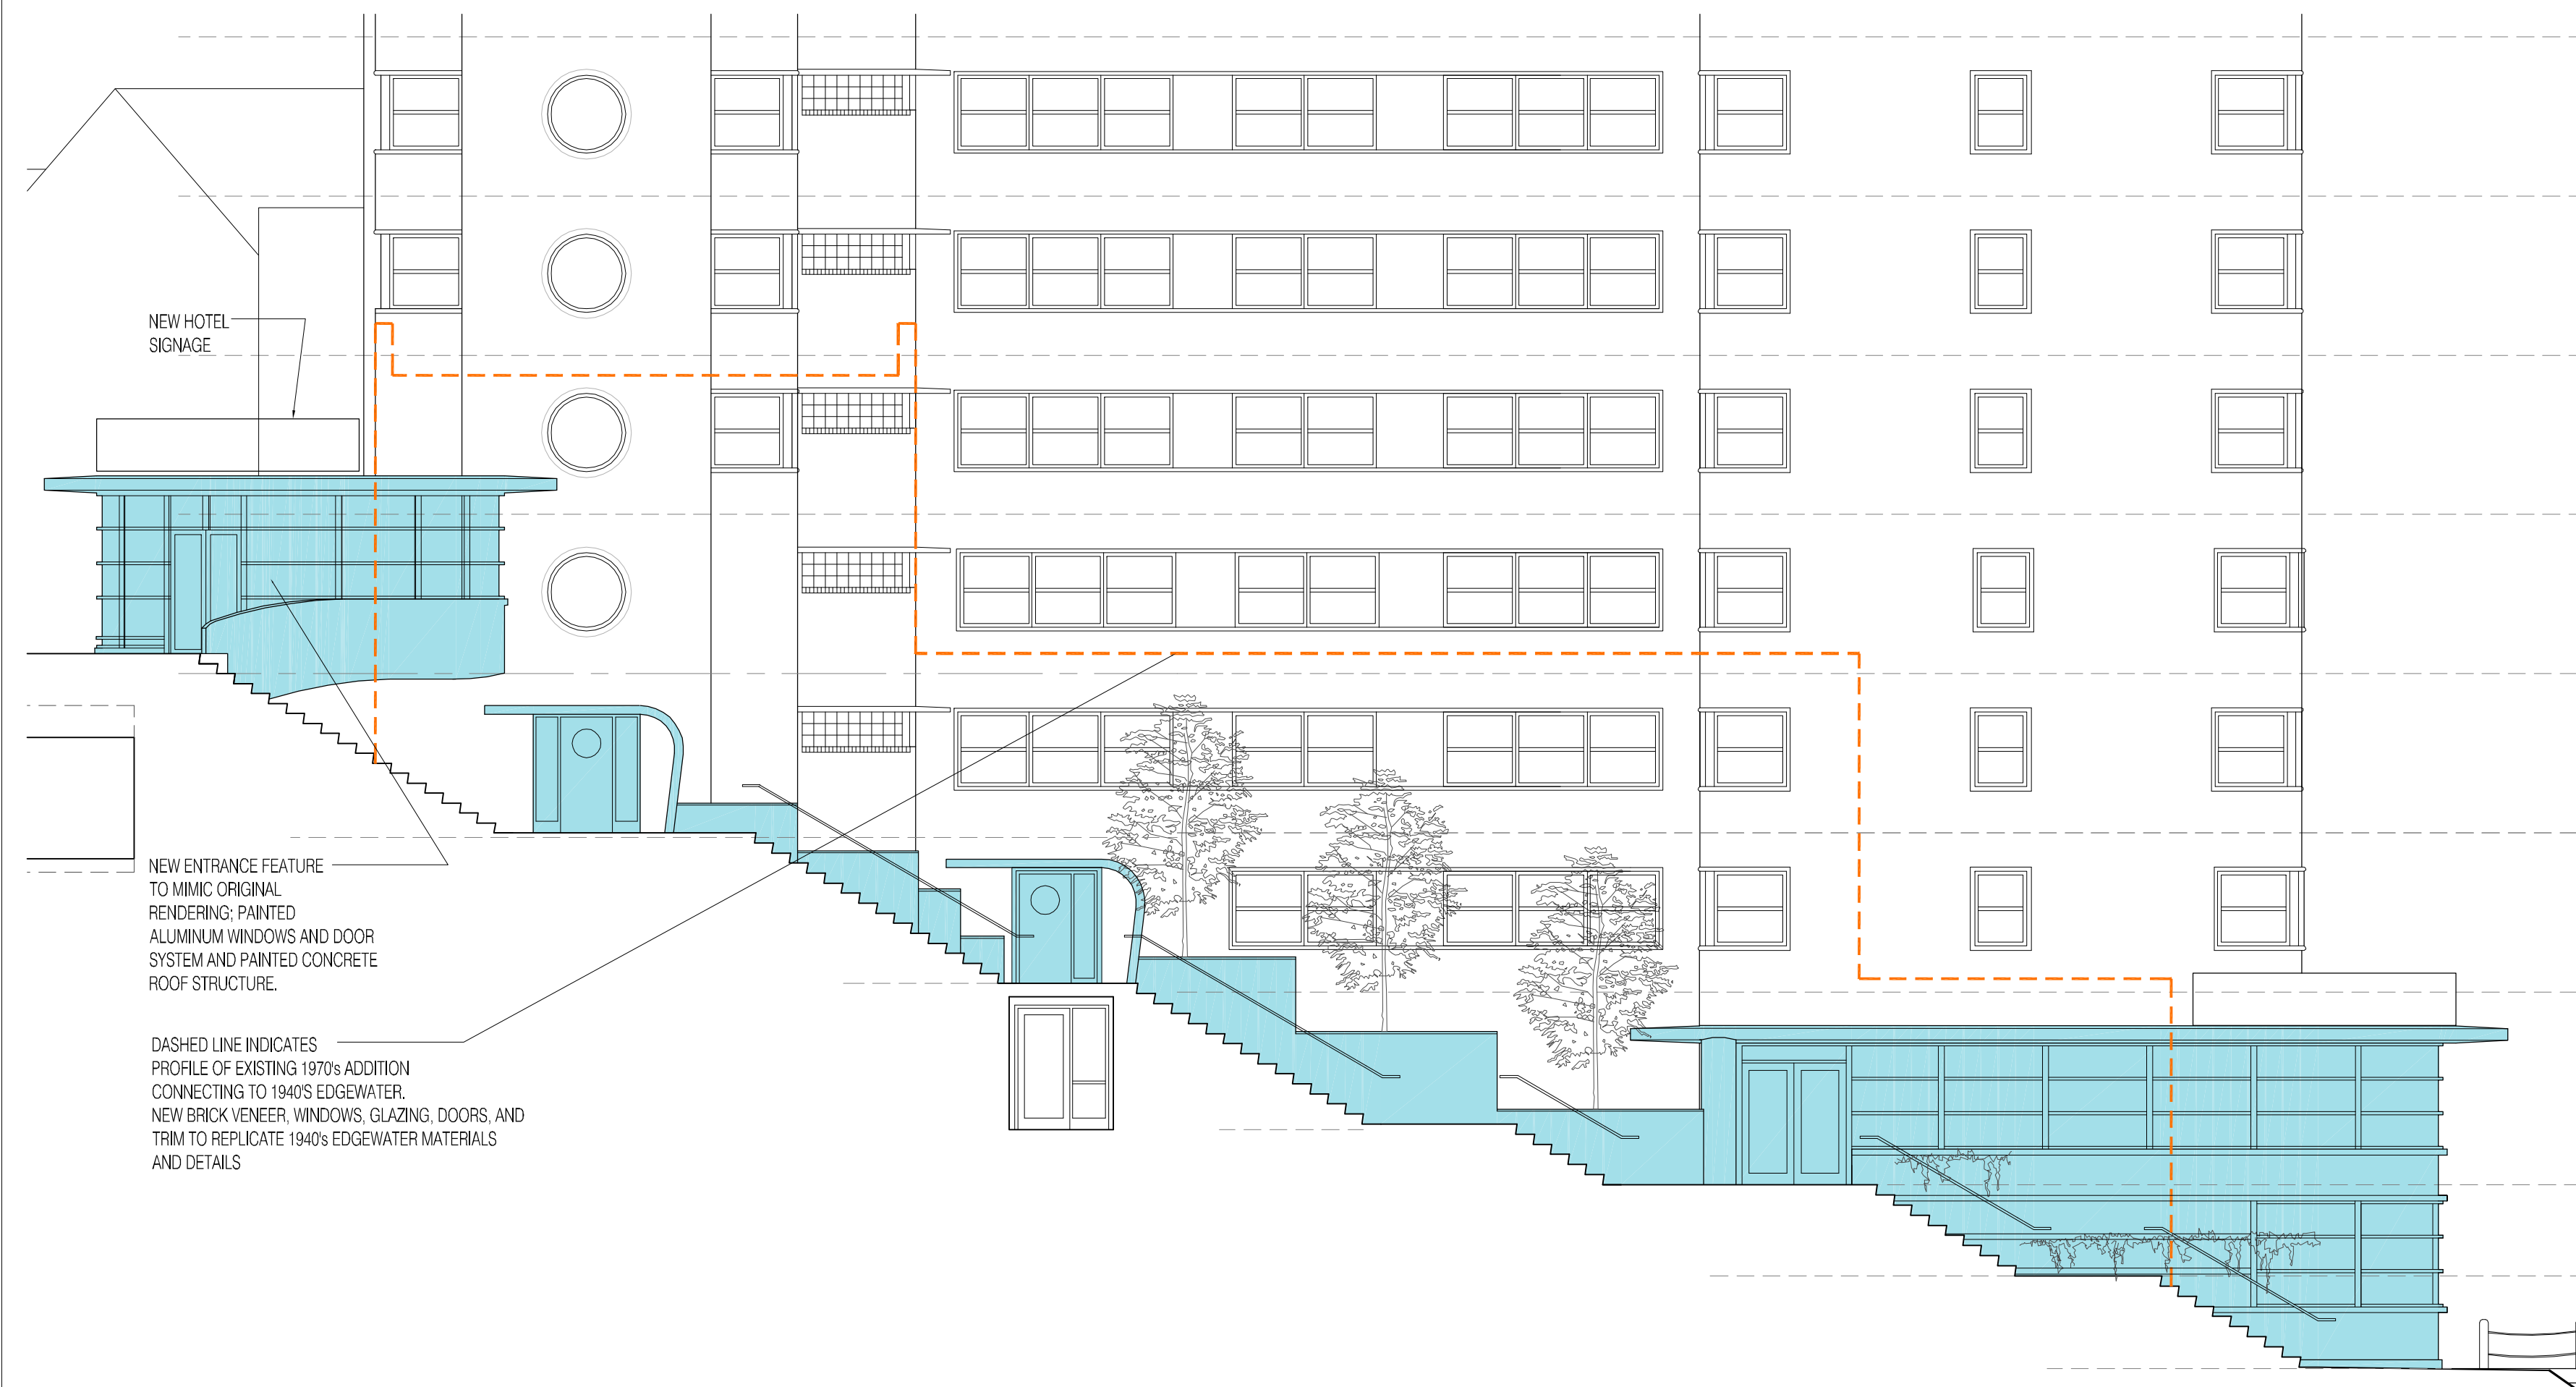 NEW HOTEL
SIGNAGE
NEW ENTRANCE FEATURE
TO MIMIC ORIGINAL
RENDERING; PAINTED
ALUMINUM WINDOWS AND DOOR
SYSTEM AND PAINTED CONCRETE
ROOF STRUCTURE.
DASHED LINE INDICATES
PROFILE OF EXISTING 1970's ADDITION
CONNECTING TO 1940'S EDGEWATER.
NEW BRICK VENEER, WINDOWS, GLAZING, DOORS, AND
TRIM TO REPLICATE 1940's EDGEWATER MATERIALS
AND DETAILS